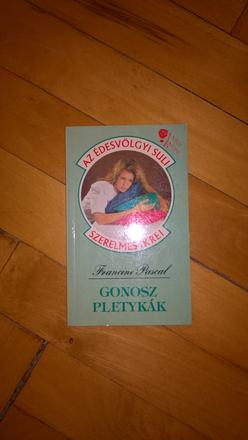 AZ ÉDESVÖLGYI SULI
SZERELMES IKREI
Francine Pascal
GONOSZ
PLETYKÁK